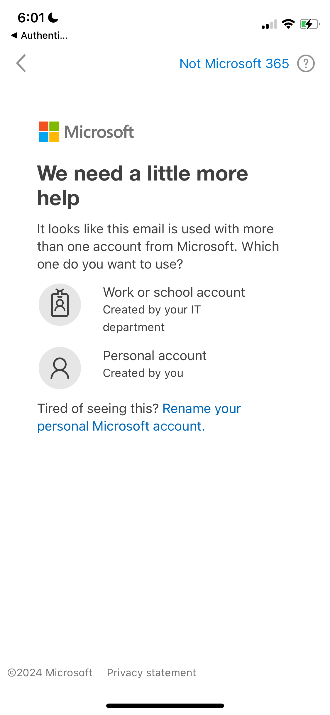 6:01
◀ Authenti...
Not Microsoft 365 ?
Microsoft
We need a little more
help
It looks like this email is used with more
than one account from Microsoft. Which
one do you want to use?
Work or school account
Created by your IT
department
Personal account
Created by you
Tired of seeing this? Rename your
personal Microsoft account.
©2024 Microsoft Privacy statement